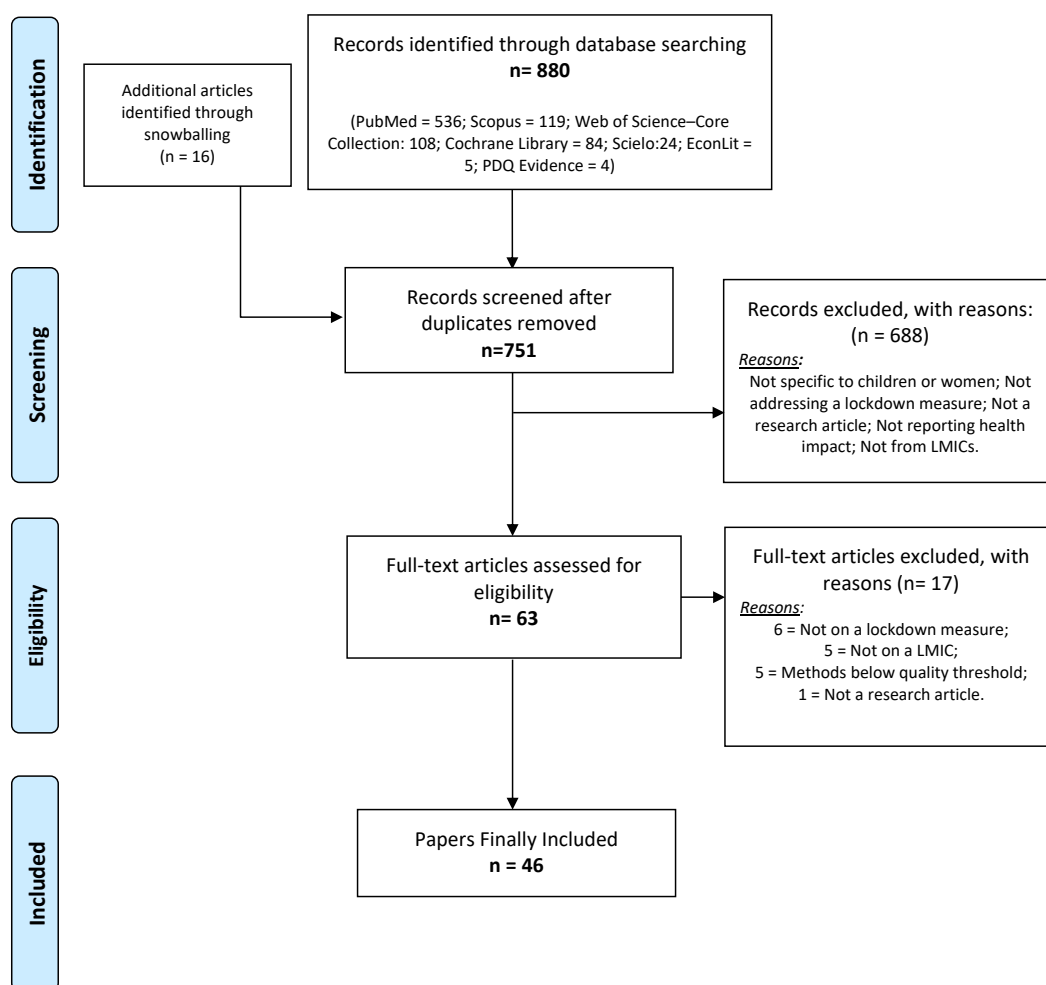 Identification
Records identified through database searching
n= 880
(PubMed = 536; Scopus = 119; Web of Science–Core
Collection: 108; Cochrane Library = 84; Scielo:24; EconLit =
5; PDQ Evidence = 4)
Additional articles
identified through
snowballing
(n = 16)
Screening
Records screened after
duplicates removed
n=751
Records excluded, with reasons:
(n = 688)
Reasons:
Not specific to children or women; Not
addressing a lockdown measure; Not a
research article; Not reporting health
impact; Not from LMICs.
Eligibility
Full-text articles assessed for
eligibility
n= 63
Full-text articles excluded, with
reasons (n= 17)
Reasons:
6 = Not on a lockdown measure;
5 = Not on a LMIC;
5 = Methods below quality threshold;
1 = Not a research article.
Included
Papers Finally Included
n = 46